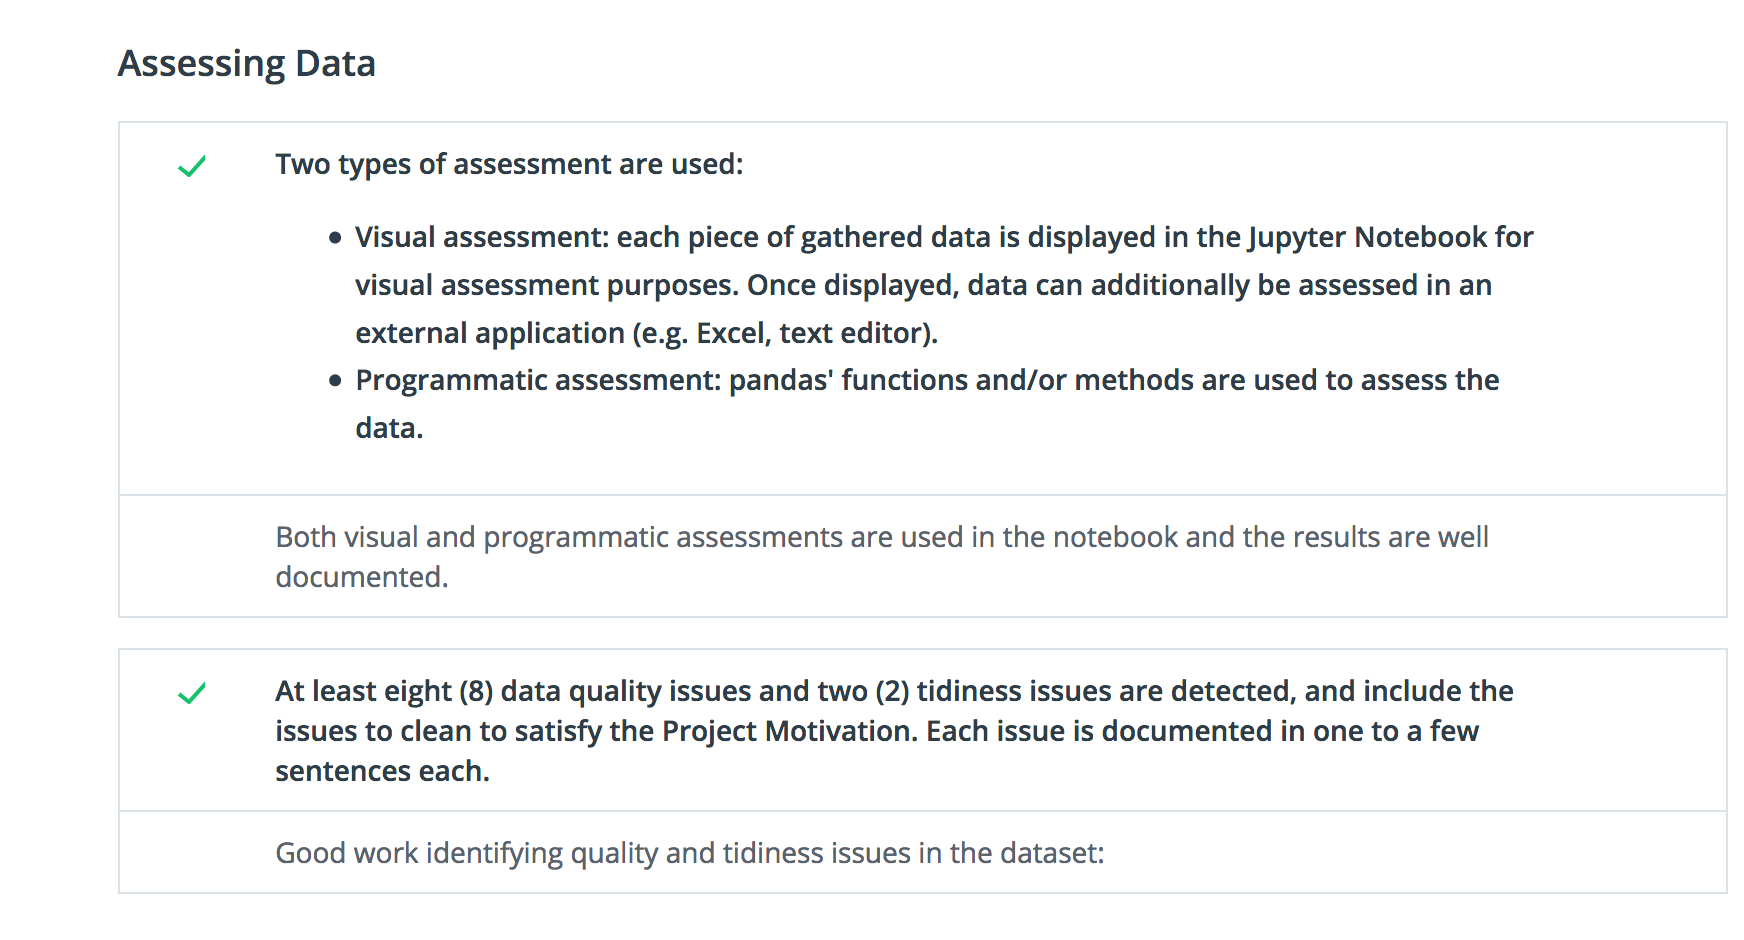 Assessing Data
Two types of assessment are used:
Visual assessment: each piece of gathered data is displayed in the Jupyter Notebook for
visual assessment purposes. Once displayed, data can additionally be assessed in an
external application (e.g. Excel, text editor).
Programmatic assessment: pandas' functions and/or methods are used to assess the
data.
Both visual and programmatic assessments are used in the notebook and the results are well
documented.
At least eight (8) data quality issues and two (2) tidiness issues are detected, and include the
issues to clean to satisfy the Project Motivation. Each issue is documented in one to a few
sentences each.
Good work identifying quality and tidiness issues in the dataset: